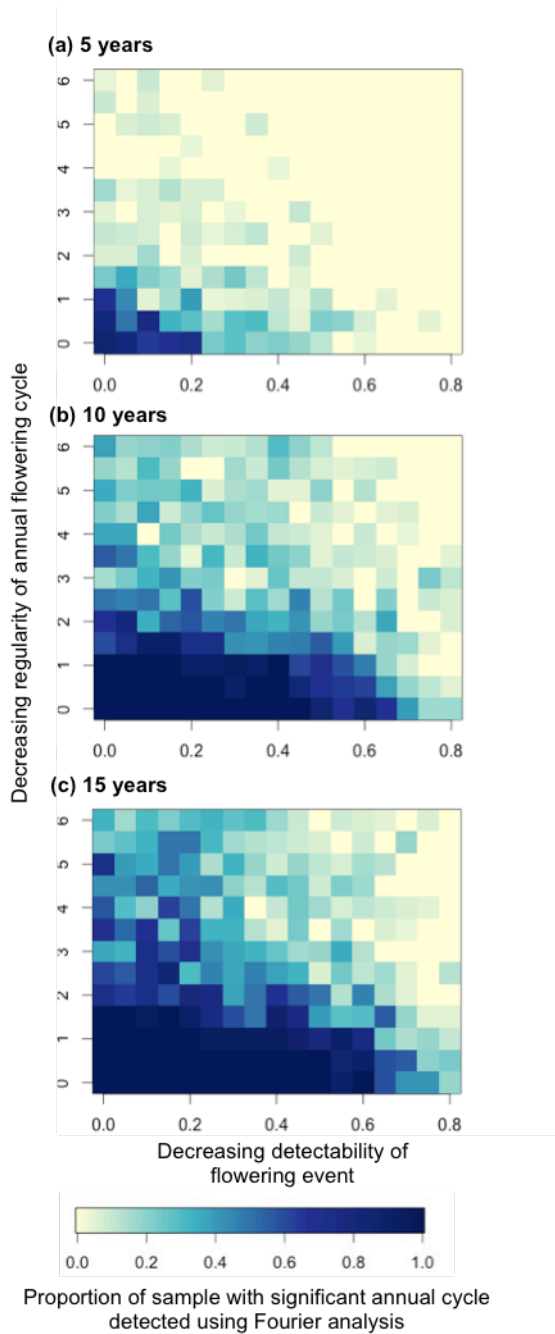 (a) 5 years
6
5
4
3
2
1
0
0.0 0.2 0.4 0.6 0.8
(b) 10 years
6
5
4
3
2
1
0
0.0 0.2 0.4 0.6 0.8
(c) 15 years
6
5
4
3
2
1
0
0.0 0.2 0.4 0.6 0.8
Decreasing regularity of annual flowering cycle
Decreasing detectability of
flowering event
0.0 0.2 0.4 0.6 0.8 1.0
Proportion of sample with significant annual cycle
detected using Fourier analysis